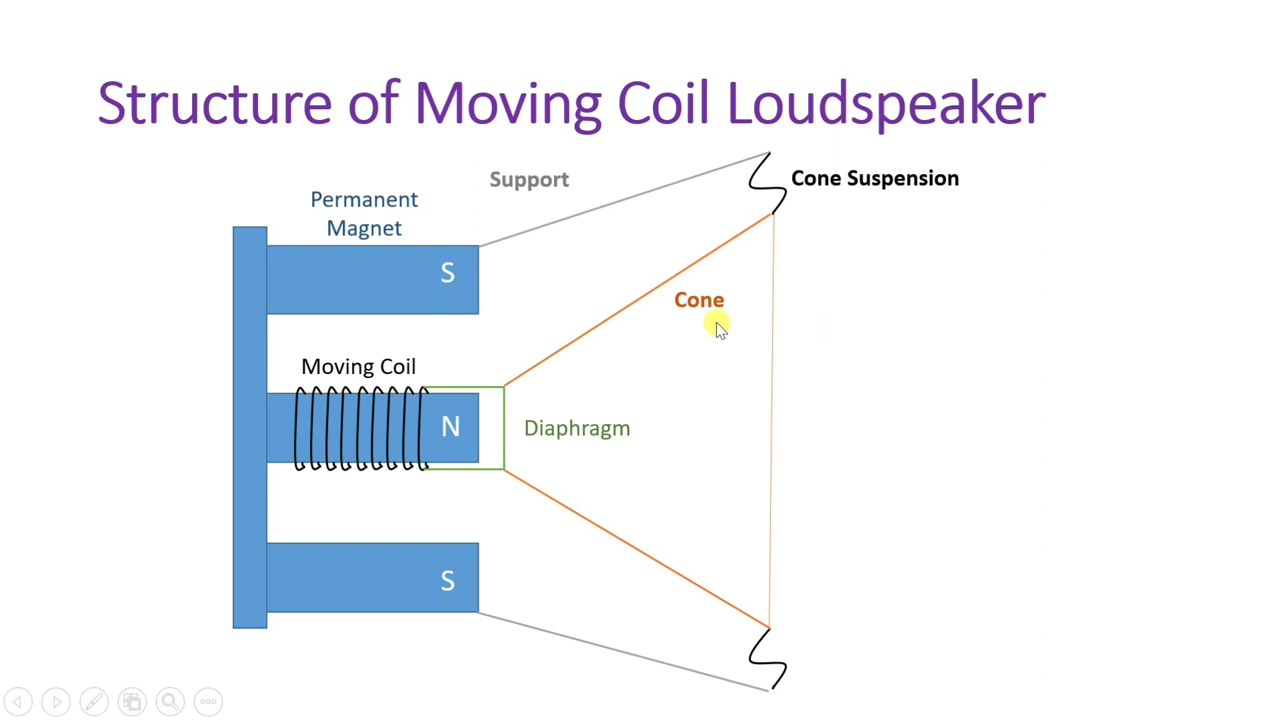 Structure of Moving Coil Loudspeaker
Support
Cone Suspension
Permanent
Magnet
S
Cone
Moving Coil
N
Diaphragm
S